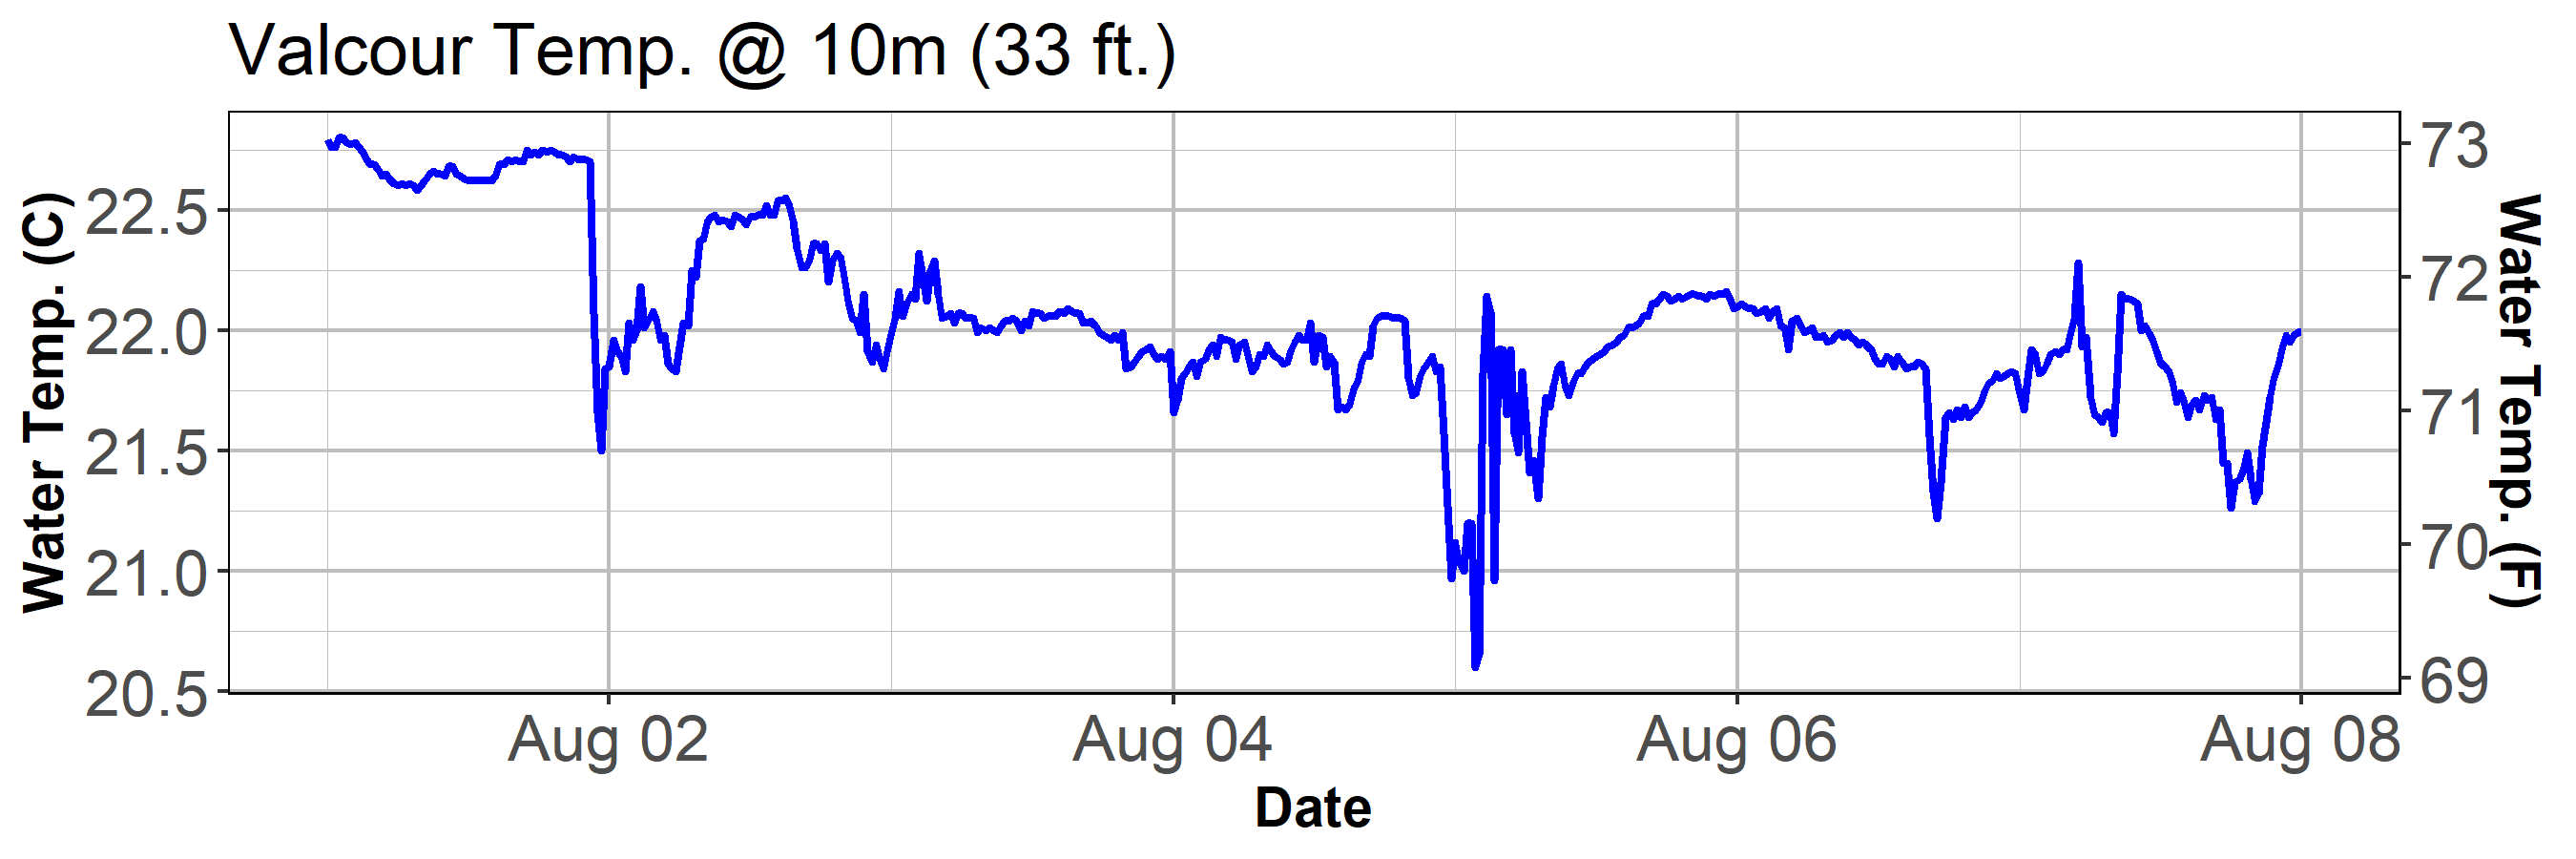 Valcour Temp. @ 10m (33 ft.)
Water Temp. (C)
22.5
22.0
21.5
21.0
20.5
73
72
71
70
69
Water Temp. (F)
Aug 02
Aug 04
Aug 06
Aug 08
Date